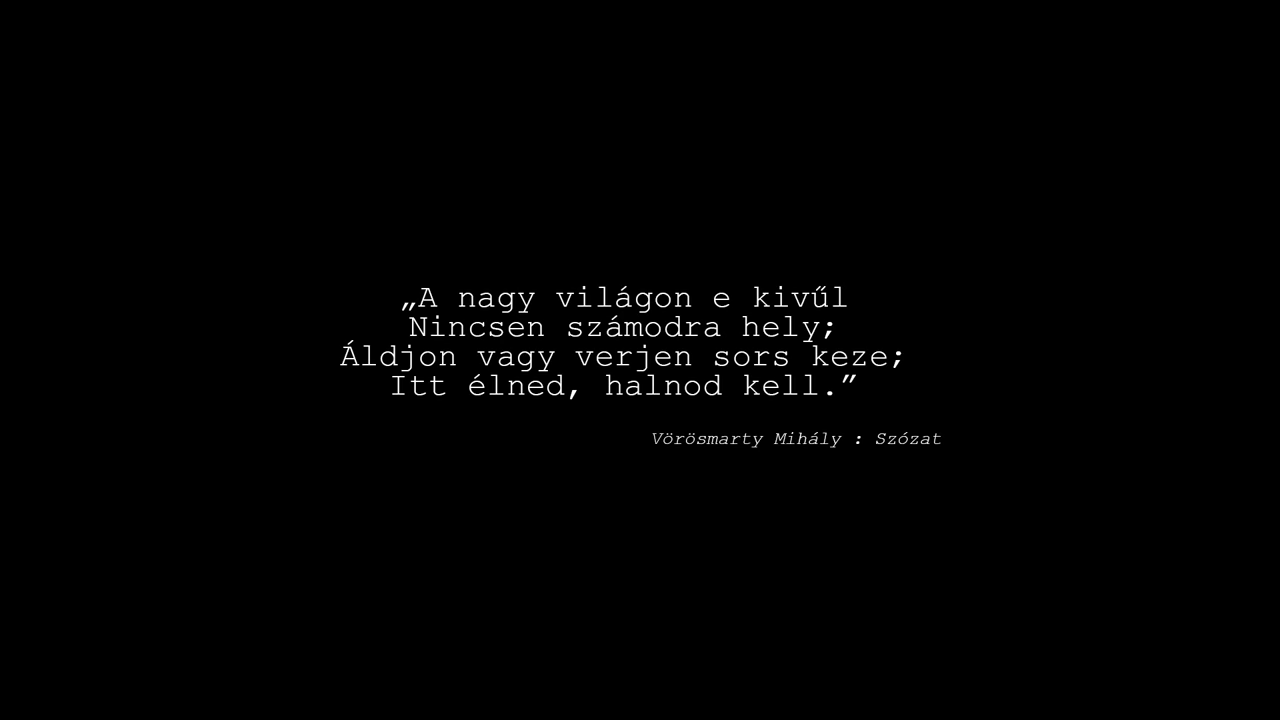 „A nagy világon e kivűl
Nincsen számodra hely;
Áldjon vagy verjen sors keze;
Itt élned, halnod kell.”
Vörösmarty Mihály : Szózat